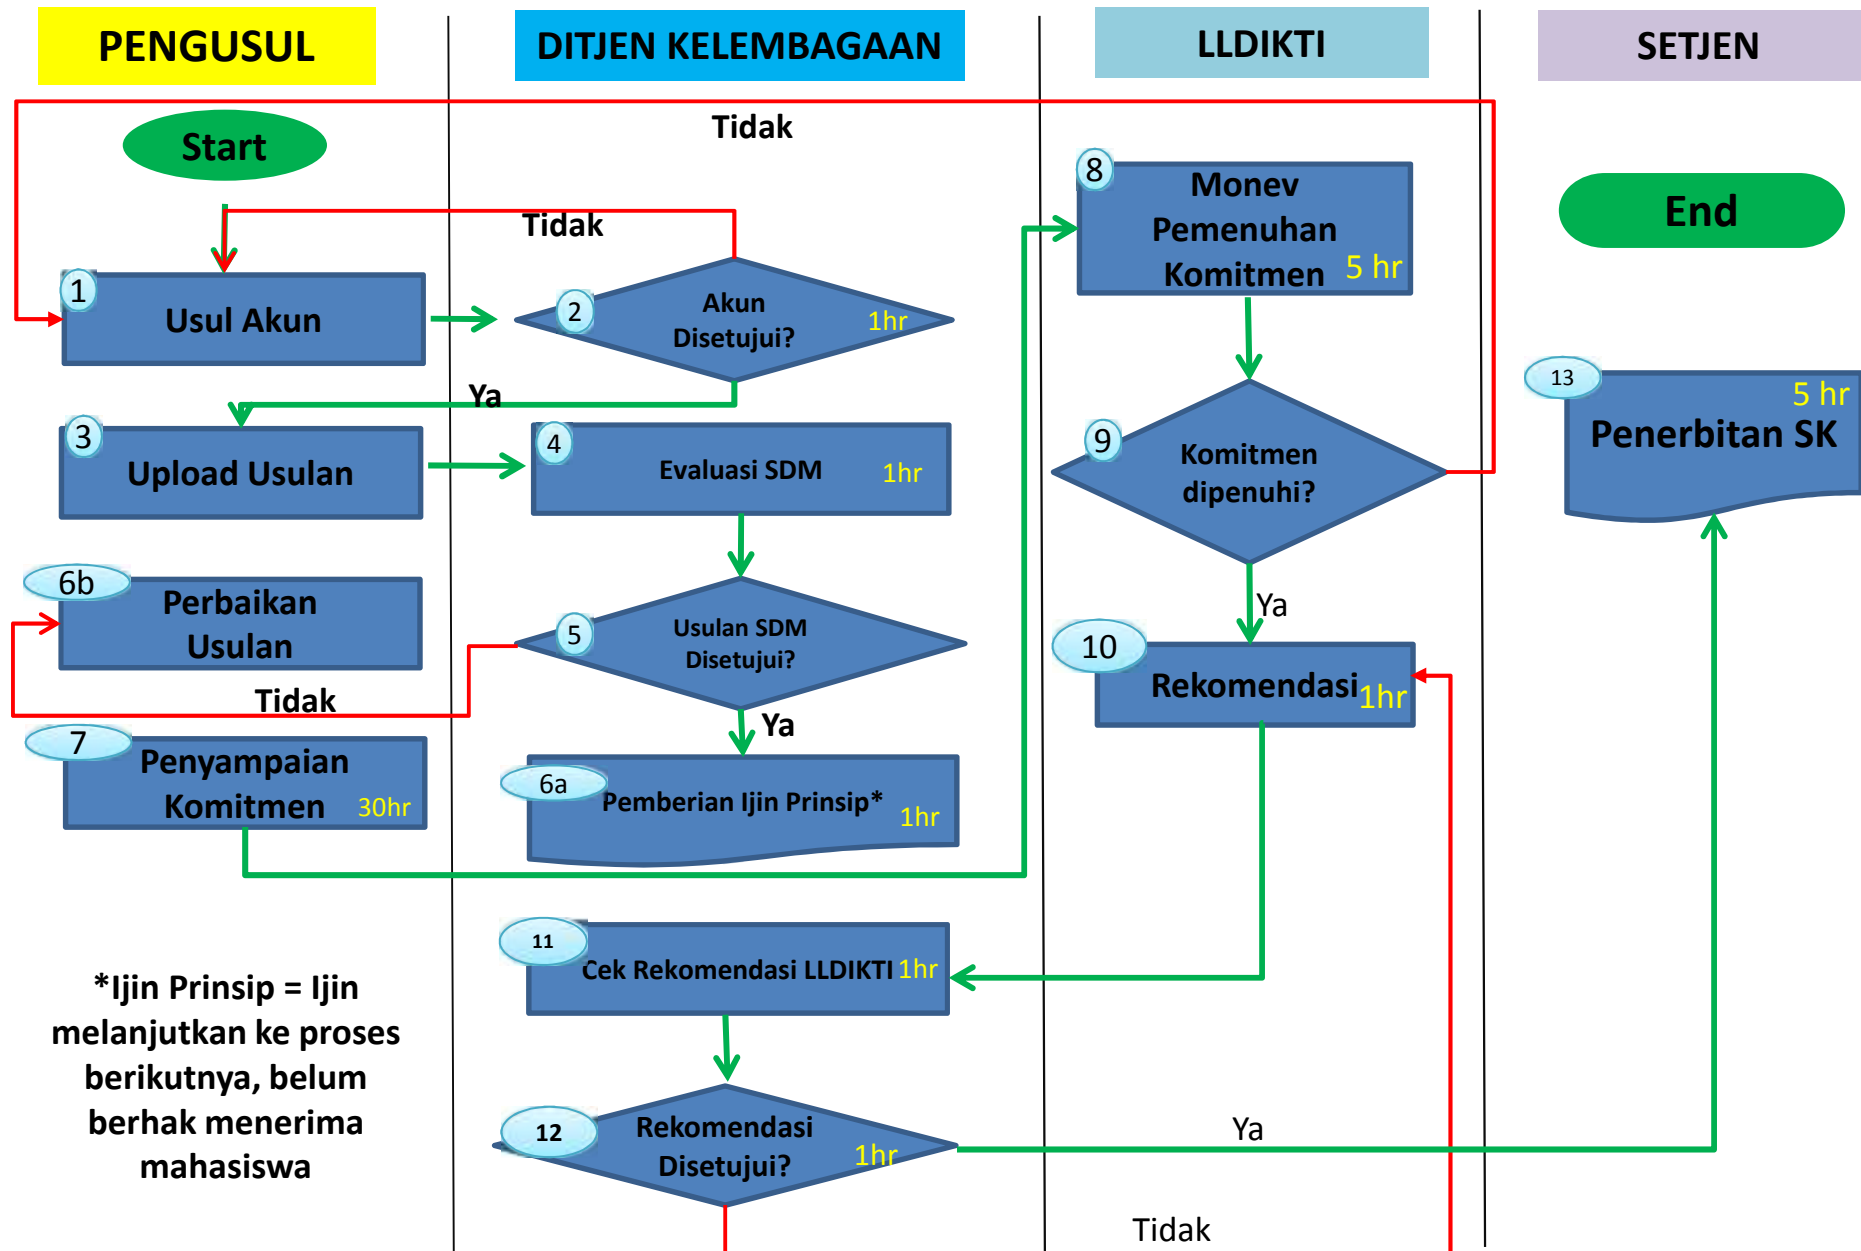 PENGUSUL
DITJEN KELEMBAGAAN
LLDIKTI
SETJEN
Start
Tidak
Tidak
1
Usul Akun
2
Akun
Disetujui?
1hr
Ya
3
Upload Usulan
4
Evaluasi SDM
1hr
5
Usulan SDM
Disetujui?
Tidak
Ya
6b
Perbaikan
Usulan
6a
Pemberian Ijin Prinsip*
1hr
7
Penyampaian
Komitmen
30hr
8
Monev
Pemenuhan
Komitmen
5 hr
9
Komitmen
dipenuhi?
Ya
10
Rekomendasi
1hr
11
Cek Rekomendasi LLDIKTI
1hr
12
Rekomendasi
Disetujui?
1hr
Ya
Tidak
13
5 hr
Penerbitan SK
End
*Ijin Prinsip = Ijin
melanjutkan ke proses
berikutnya, belum
berhak menerima
mahasiswa